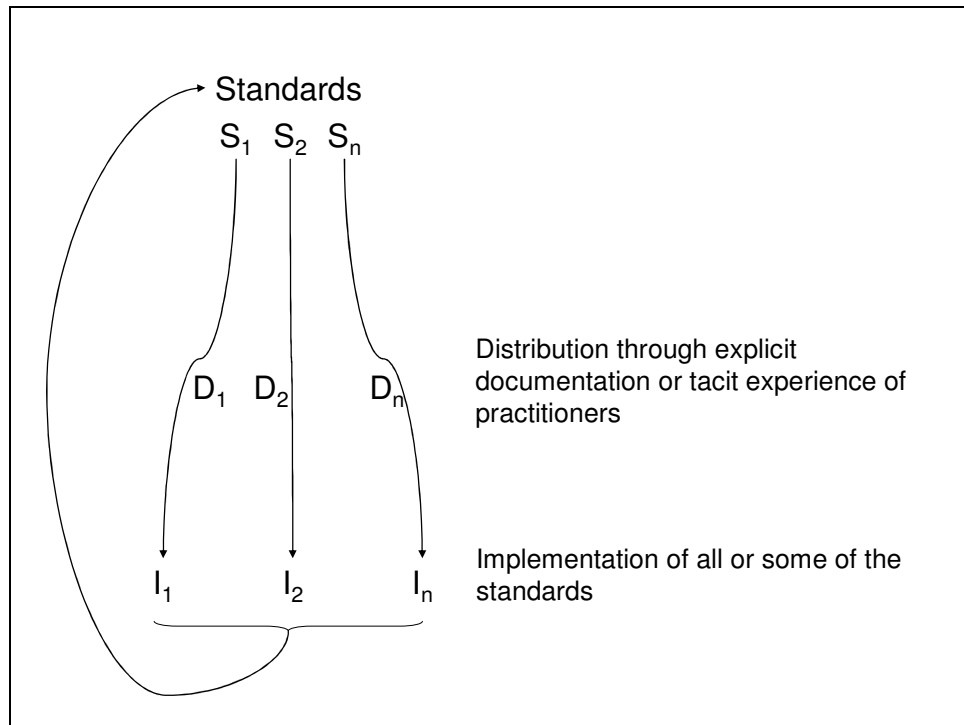 Standards
S₁ S₂ Sₙ
Distribution through explicit
documentation or tacit experience of
practitioners
D₁ D₂ Dₙ
Implementation of all or some of the
standards
I₁ I₂ Iₙ